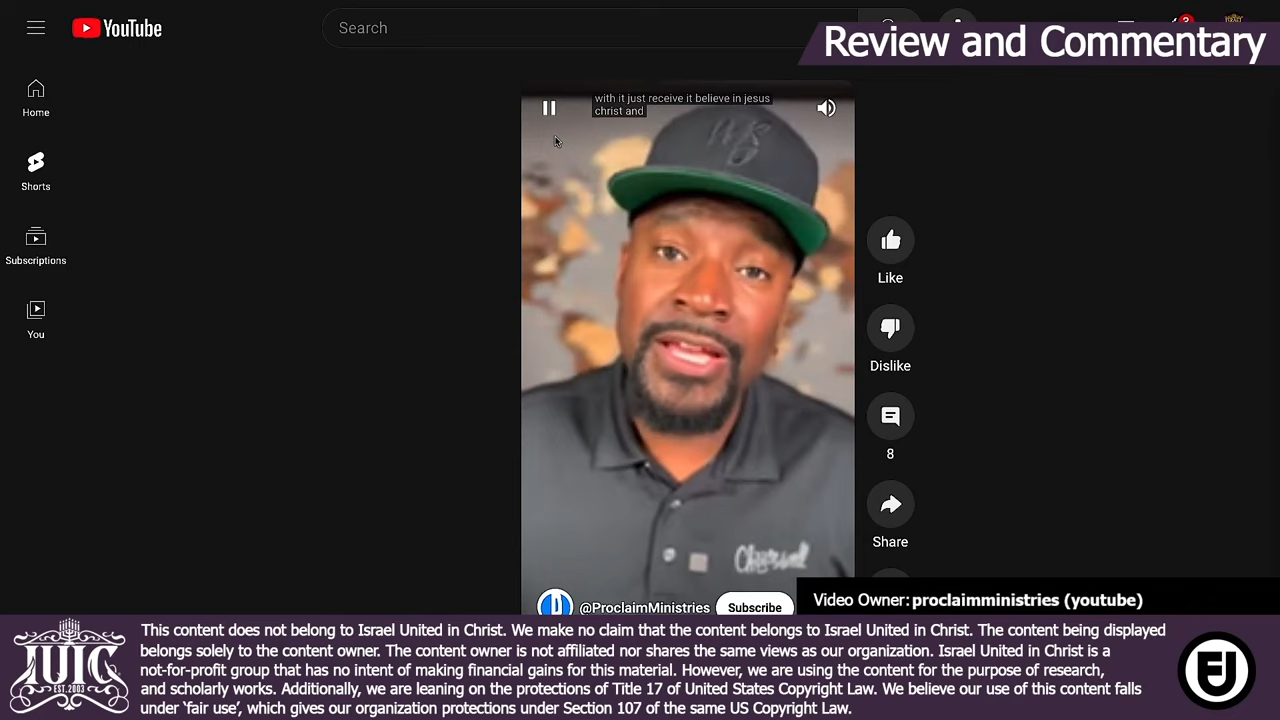 YouTube
Search
3
Review and Commentary
Home
Shorts
Subscriptions
You
with it just receive it believe in jesus
christ and
Like
Dislike
8
Share
@ProclaimMinistries
Subscribe
Video Owner: proclaimministries (youtube)
IUIC
EST. 2003
This content does not belong to Israel United in Christ. We make no claim that the content belongs to Israel United in Christ. The content being displayed
belongs solely to the content owner. The content owner is not affiliated nor shares the same views as our organization. Israel United in Christ is a
not-for-profit group that has no intent of making financial gains for this material. However, we are using the content for the purpose of research,
and scholarly works. Additionally, we are leaning on the protections of Title 17 of United States Copyright Law. We believe our use of this content falls
under ‘fair use’, which gives our organization protections under Section 107 of the same US Copyright Law.